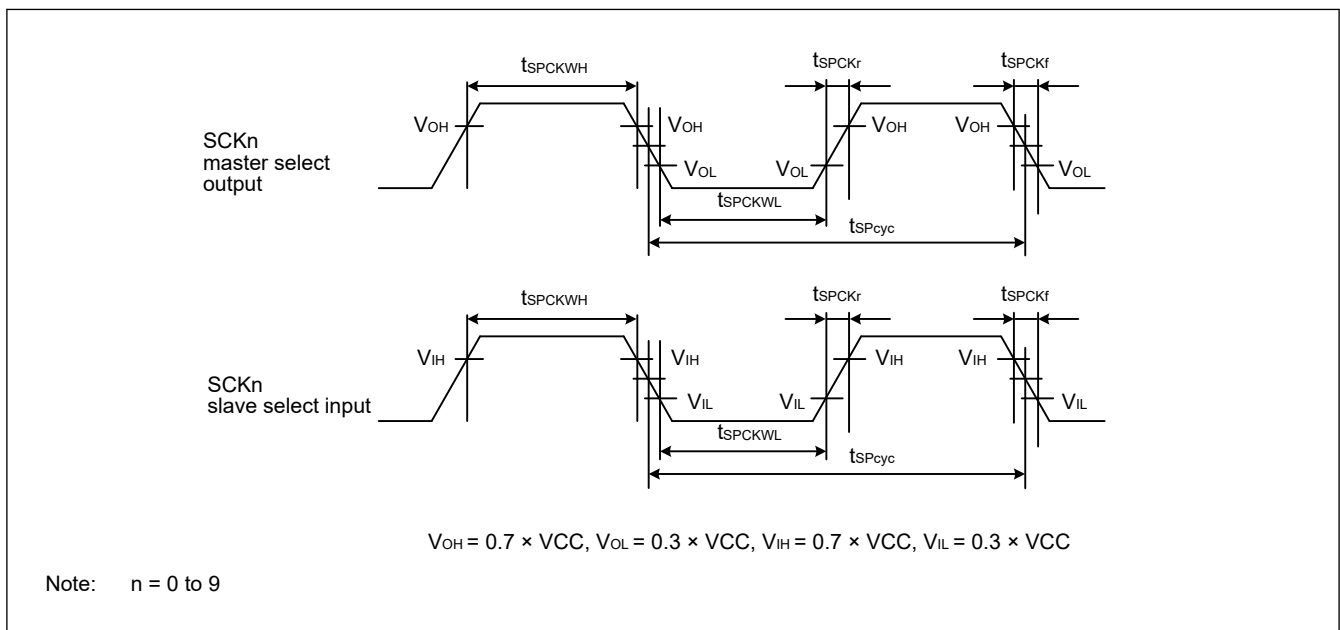 tSPCKWH
tSPCKr
tSPCKf
VOH
VOH
VOH
VOH
SCKn
master select
output
VOL
VOL
VOL
tSPCKWL
tSPcyc
tSPCKWH
tSPCKr
tSPCKf
VIH
VIH
VIH
VIH
SCKn
slave select input
VIL
VIL
VIL
tSPCKWL
tSPcyc
VOH = 0.7 × VCC, VOL = 0.3 × VCC, VIH = 0.7 × VCC, VIL = 0.3 × VCC
Note: n = 0 to 9